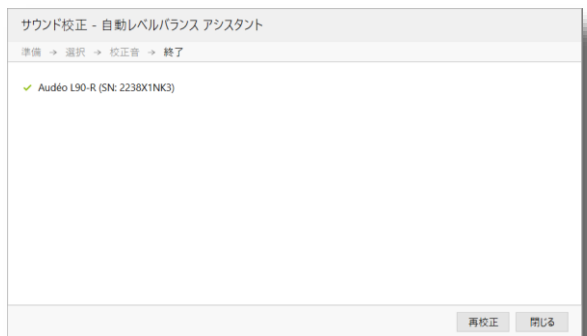 サウンド校正 - 自動レベルバランス アシスタント
準備 → 選択 → 校正音 → 終了
✓ Audéo L90-R (SN: 2238X1NK3)
再校正 閉じる